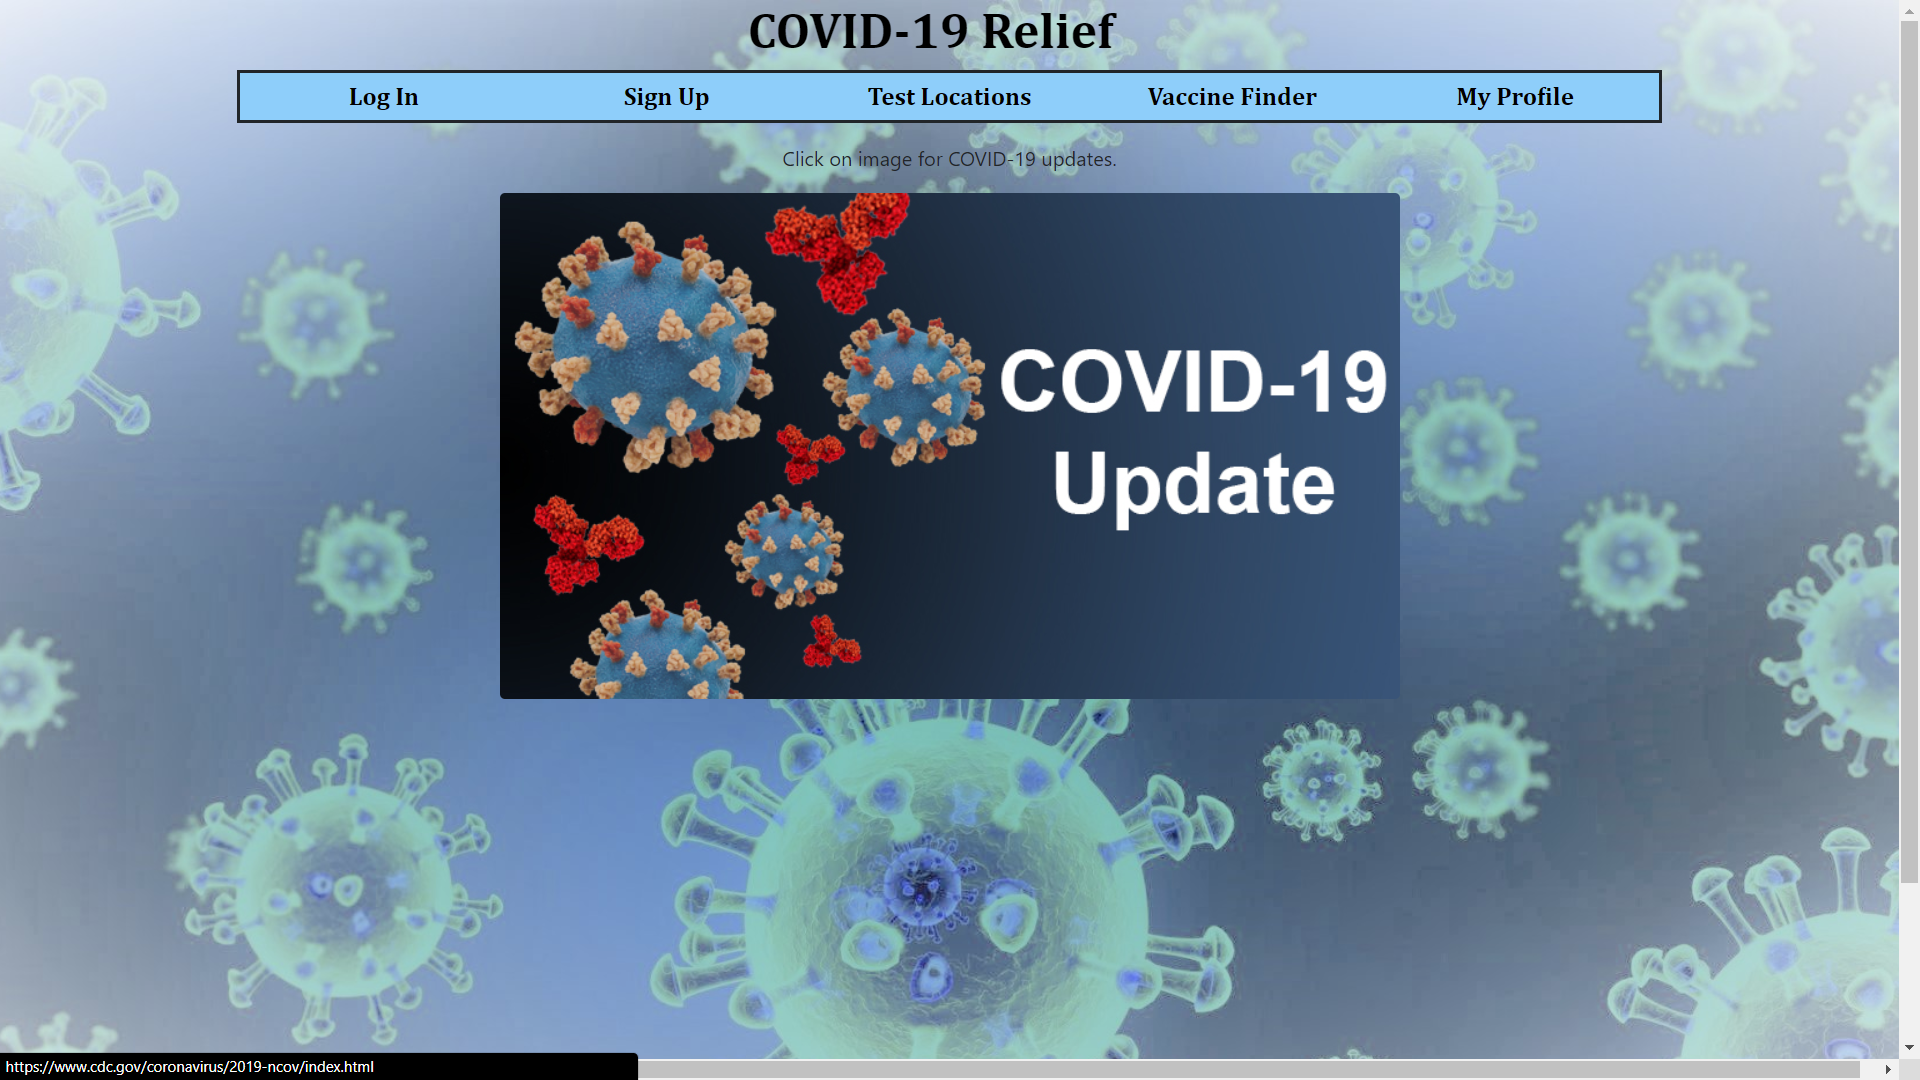 COVID-19 Relief
Log In Sign Up Test Locations Vaccine Finder My Profile
Click on image for COVID-19 updates.
COVID-19
Update
https://www.cdc.gov/coronavirus/2019-ncov/index.html